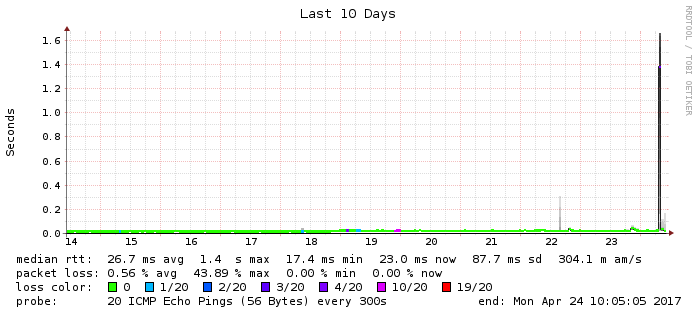 Last 10 Days
RRDTOOL / TOBI OETIKER
Seconds
1.6
1.4
1.2
1.0
0.8
0.6
0.4
0.2
0.0
14 15 16 17 18 19 20 21 22 23
median rtt: 26.7 ms avg 1.4 s max 17.4 ms min 23.0 ms now 87.7 ms sd 304.1 m am/s
packet loss: 0.56 % avg 43.89 % max 0.00 % min 0.00 % now
loss color: 0 1/20 2/20 3/20 4/20 10/20 19/20
probe: 20 ICMP Echo Pings (56 Bytes) every 300s end: Mon Apr 24 10:05:05 2017